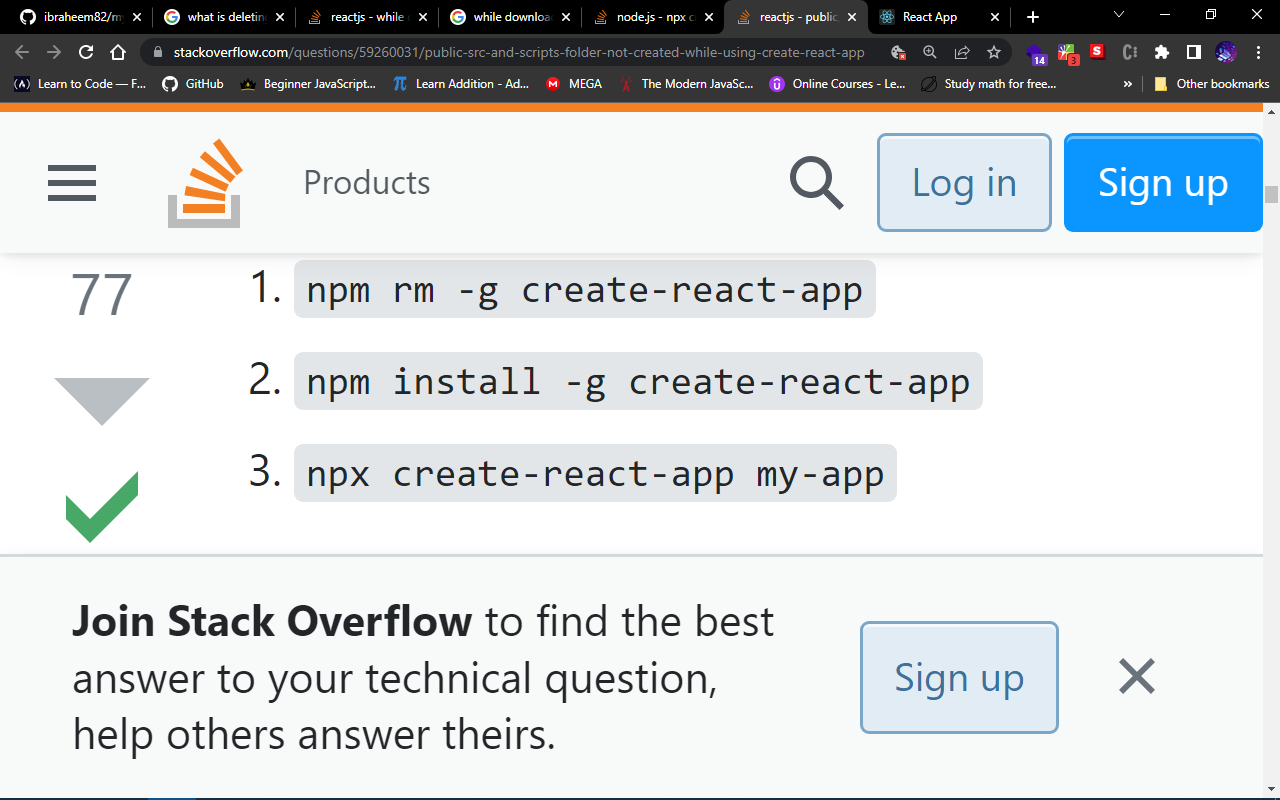 ibraheem82/my
what is deletin
reactjs - while
while downloa
node.js - npx c
reactjs - public
React App
stackoverflow.com/questions/59260031/public-src-and-scripts-folder-not-created-while-using-create-react-app
14
3
S
Learn to Code — F...
GitHub
Beginner JavaScript...
Learn Addition - Ad...
MEGA
The Modern JavaSc...
Online Courses - Le...
Study math for free...
»
Other bookmarks
Products
Log in
Sign up
77
1. npm rm -g create-react-app
2. npm install -g create-react-app
3. npx create-react-app my-app
Join Stack Overflow to find the best
answer to your technical question,
help others answer theirs.
Sign up